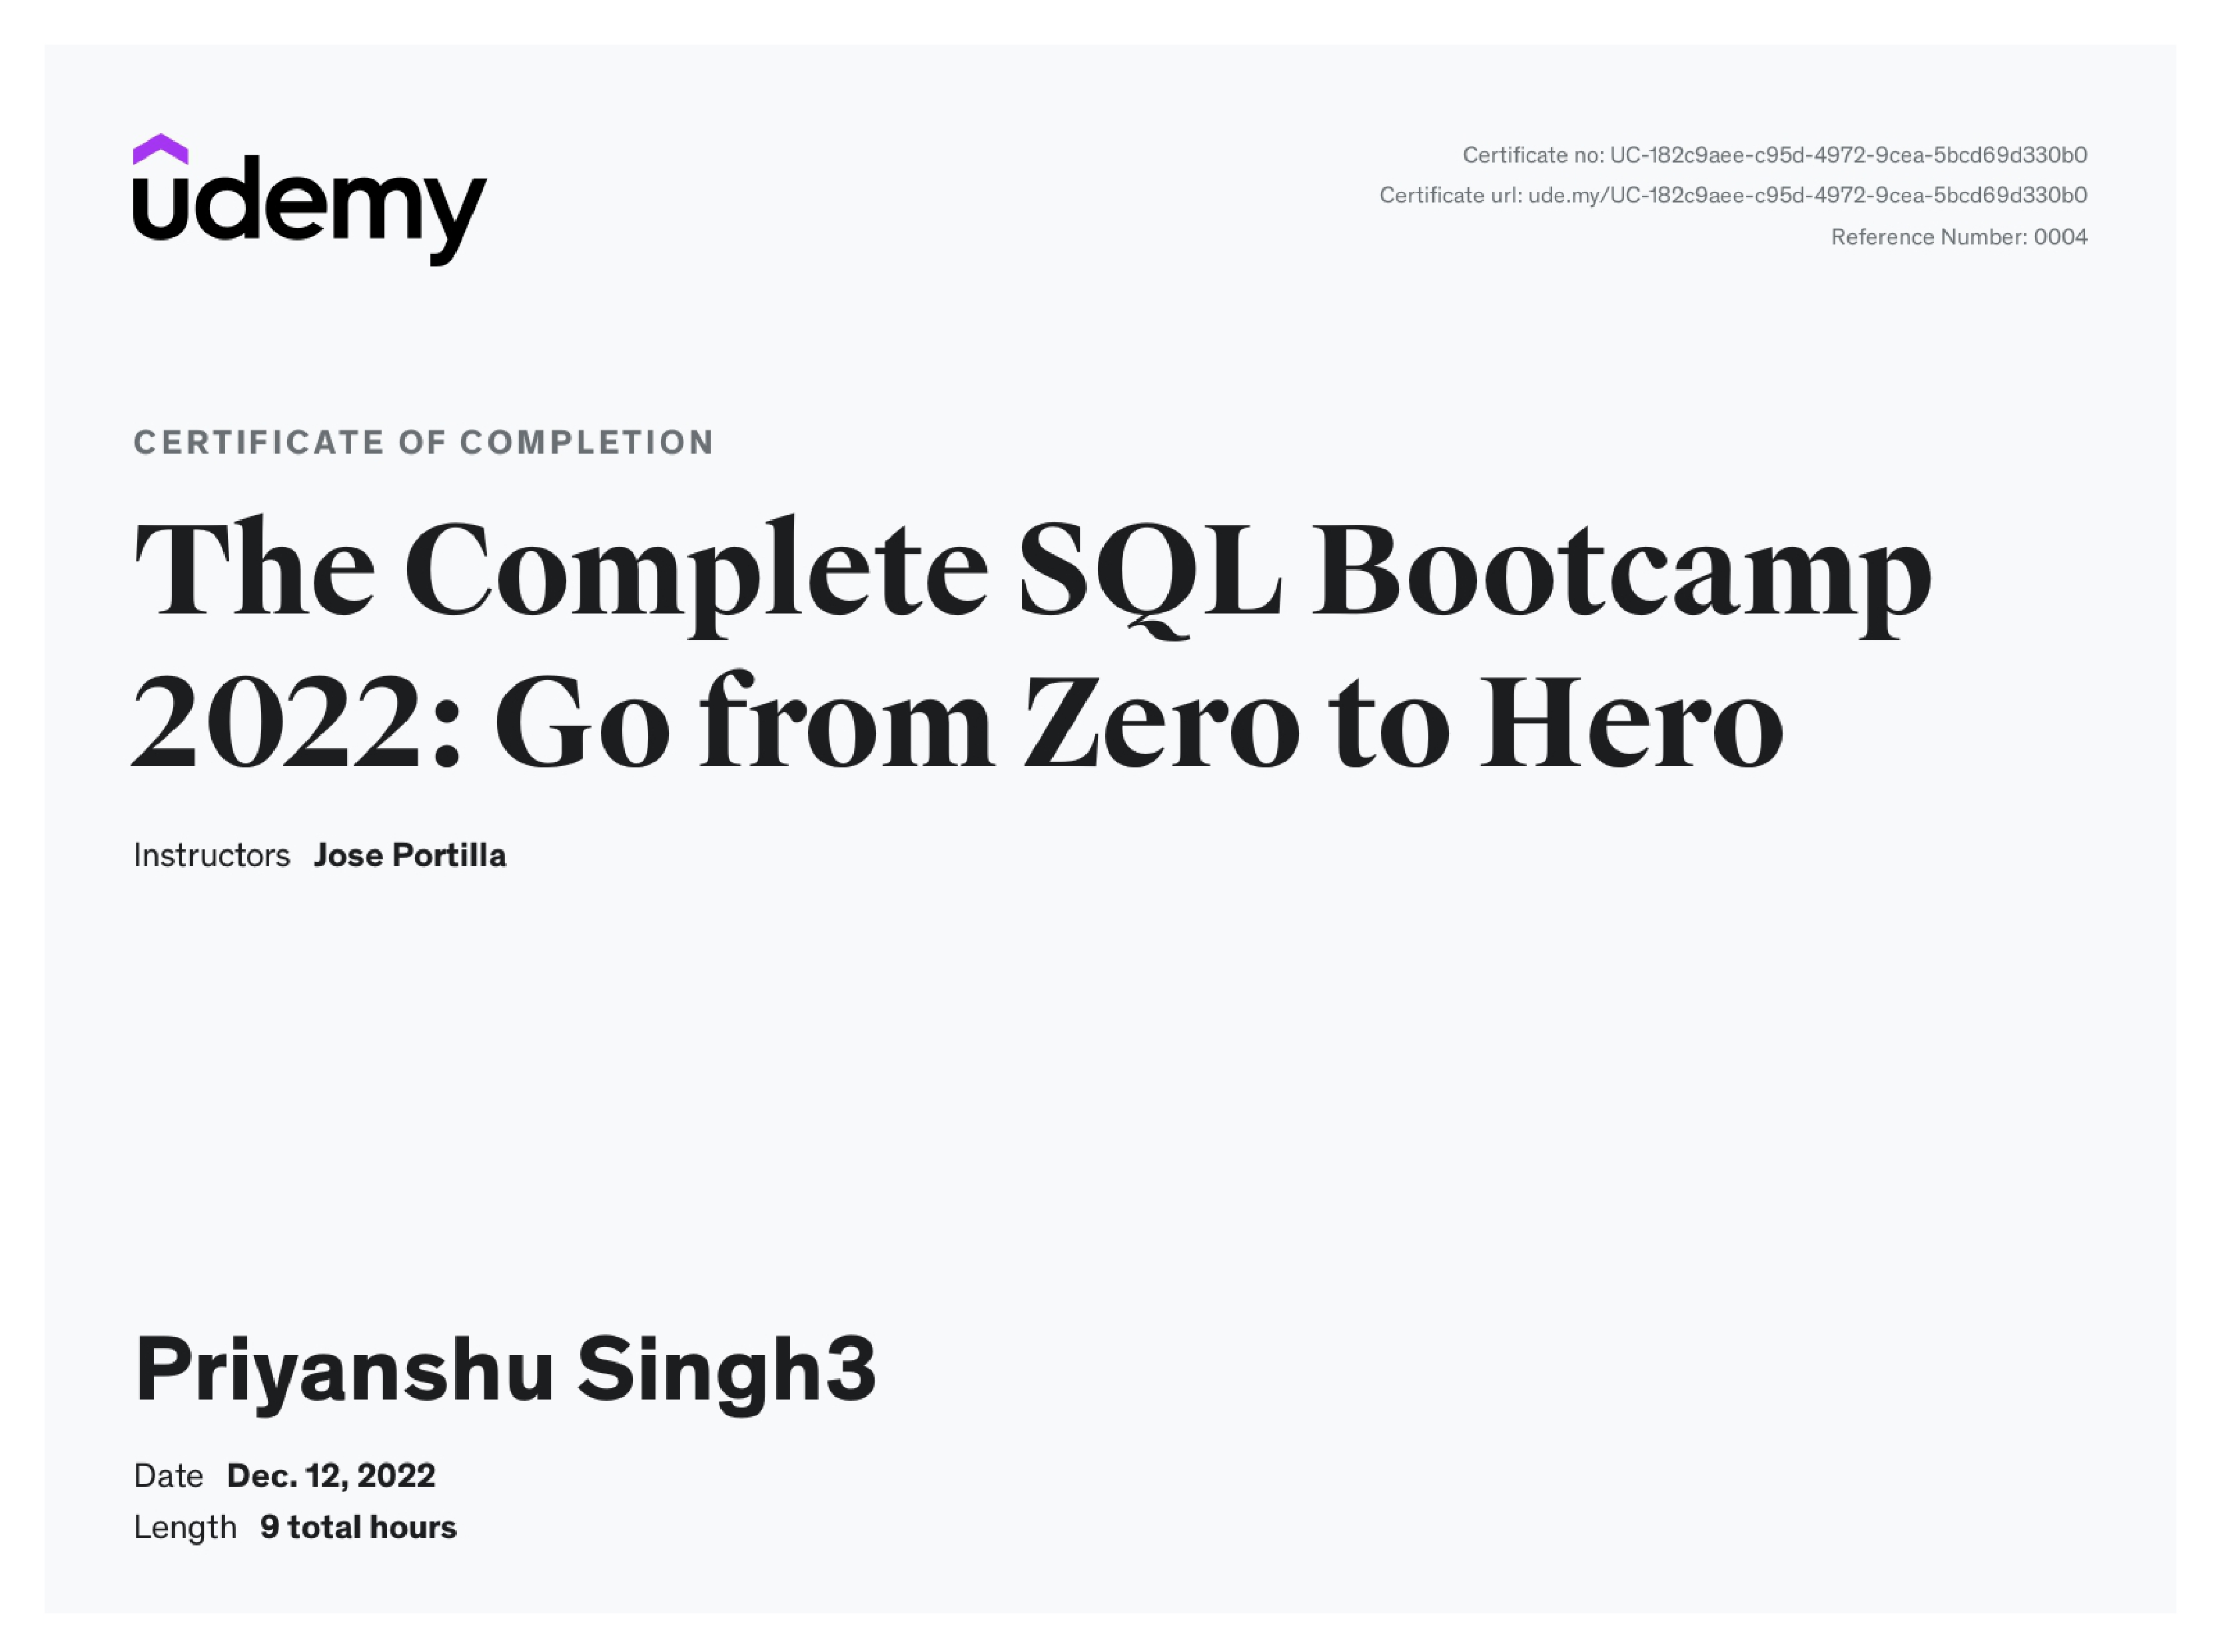 udemy
Certificate no: UC-182c9aee-c95d-4972-9cea-5bcd69d330b0
Certificate url: ude.my/UC-182c9aee-c95d-4972-9cea-5bcd69d330b0
Reference Number: 0004
CERTIFICATE OF COMPLETION
The Complete SQL Bootcamp
2022: Go from Zero to Hero
Instructors Jose Portilla
Priyanshu Singh3
Date Dec. 12, 2022
Length 9 total hours